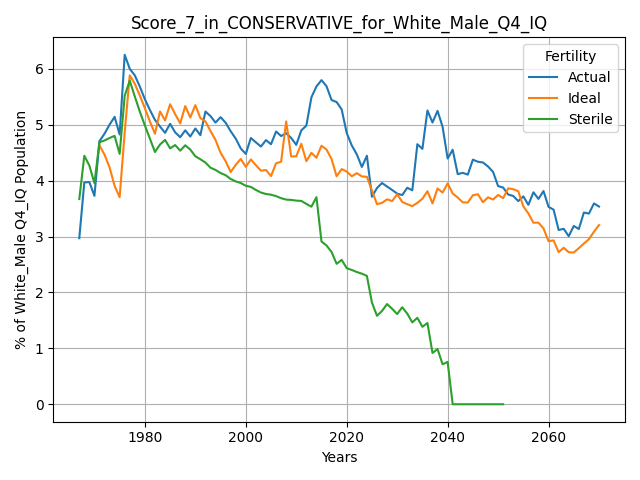 Score_7_in_CONSERVATIVE_for_White_Male_Q4_IQ
Fertility
Actual
Ideal
Sterile
% of White_Male Q4_IQ Population
6
5
4
3
2
1
0
1980
2000
2020
2040
2060
Years